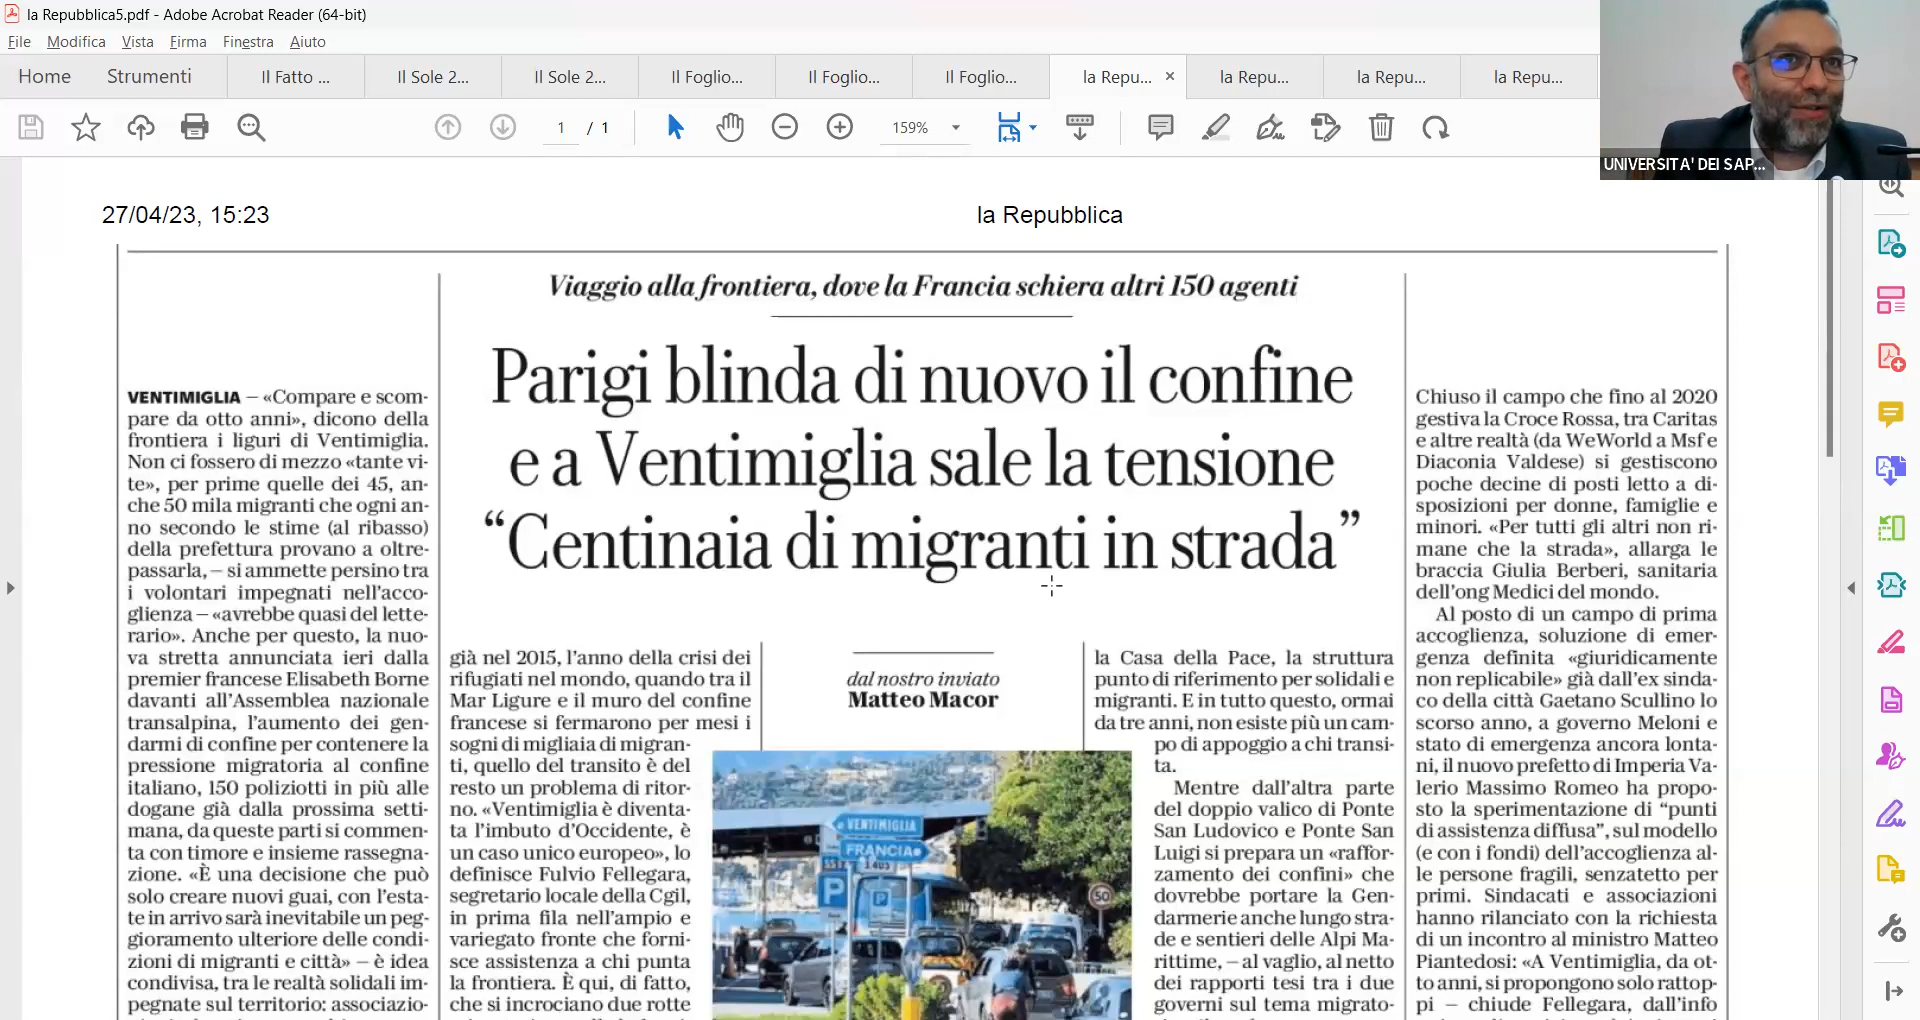 la Repubblica5.pdf - Adobe Acrobat Reader (64-bit)
File Modifica Vista Firma Finestra Aiuto
Home Strumenti Il Fatto ... Il Sole 2... Il Sole 2... Il Foglio... Il Foglio... Il Foglio... la Repu... × la Repu... la Repu... la Repu...
1 / 1 159%
UNIVERSITA' DEI SAP...
27/04/23, 15:23
la Repubblica
Viaggio alla frontiera, dove la Francia schiera altri 150 agenti
Parigi blinda di nuovo il confine
e a Ventimiglia sale la tensione
“Centinaia di migranti in strada”
VENTIMIGLIA – «Compare e scom-
pare da otto anni», dicono della
frontiera i liguri di Ventimiglia.
Non ci fossero di mezzo «tante vi-
te», per prime quelle dei 45, an-
che 50 mila migranti che ogni an-
no secondo le stime (al ribasso)
della prefettura provano a oltre-
passarla, – si ammette persino tra
i volontari impegnati nell'acco-
glienza – «avrebbe quasi del lette-
rario». Anche per questo, la nuo-
va stretta annunciata ieri dalla
premier francese Elisabeth Borne
davanti all'Assemblea nazionale
transalpina, l'aumento dei gen-
darmi di confine per contenere la
pressione migratoria al confine
italiano, 150 poliziotti in più alle
dogane già dalla prossima setti-
mana, da queste parti si commen-
ta con timore e insieme rassegna-
zione. «È una decisione che può
solo creare nuovi guai, con l'esta-
te in arrivo sarà inevitabile un peg-
gioramento ulteriore delle condi-
zioni di migranti e città» – è idea
condivisa, tra le realtà solidali im-
pegnate sul territorio: associazio-
già nel 2015, l'anno della crisi dei
rifugiati nel mondo, quando tra il
Mar Ligure e il muro del confine
francese si fermarono per mesi i
sogni di migliaia di migran-
ti, quello del transito è del
resto un problema di ritor-
no. «Ventimiglia è diventa-
ta l'imbuto d'Occidente, è
un caso unico europeo», lo
definisce Fulvio Fellegara,
segretario locale della Cgil,
in prima fila nell'ampio e
variegato fronte che forni-
sce assistenza a chi punta
la frontiera. È qui, di fatto,
che si incrociano due rotte
dal nostro inviato
Matteo Macor
VENTIMIGLIA
FRANCIA
P
50
la Casa della Pace, la struttura
punto di riferimento per solidali e
migranti. E in tutto questo, ormai
da tre anni, non esiste più un cam-
po di appoggio a chi transi-
ta.
Mentre dall'altra parte
del doppio valico di Ponte
San Ludovico e Ponte San
Luigi si prepara un «raffor-
zamento dei confini» che
dovrebbe portare la Gen-
darmerie anche lungo stra-
de e sentieri delle Alpi Ma-
rittime, – al vaglio, al netto
dei rapporti tesi tra i due
governi sul tema migrato-
Chiuso il campo che fino al 2020
gestiva la Croce Rossa, tra Caritas
e altre realtà (da WeWorld a Msf e
Diaconia Valdese) si gestiscono
poche decine di posti letto a di-
sposizioni per donne, famiglie e
minori. «Per tutti gli altri non ri-
mane che la strada», allarga le
braccia Giulia Berberi, sanitaria
dell'ong Medici del mondo.
Al posto di un campo di prima
accoglienza, soluzione di emer-
genza definita «giuridicamente
non replicabile» già dall'ex sinda-
co della città Gaetano Scullino lo
scorso anno, a governo Meloni e
stato di emergenza ancora lonta-
ni, il nuovo prefetto di Imperia Va-
lerio Massimo Romeo ha propo-
sto la sperimentazione di “punti
di assistenza diffusa”, sul modello
(e con i fondi) dell'accoglienza al-
le persone fragili, senzatetto per
primi. Sindacati e associazioni
hanno rilanciato con la richiesta
di un incontro al ministro Matteo
Piantedosi: «A Ventimiglia, da ot-
to anni, si propongono solo rattop-
pi – chiude Fellegara, dall'info